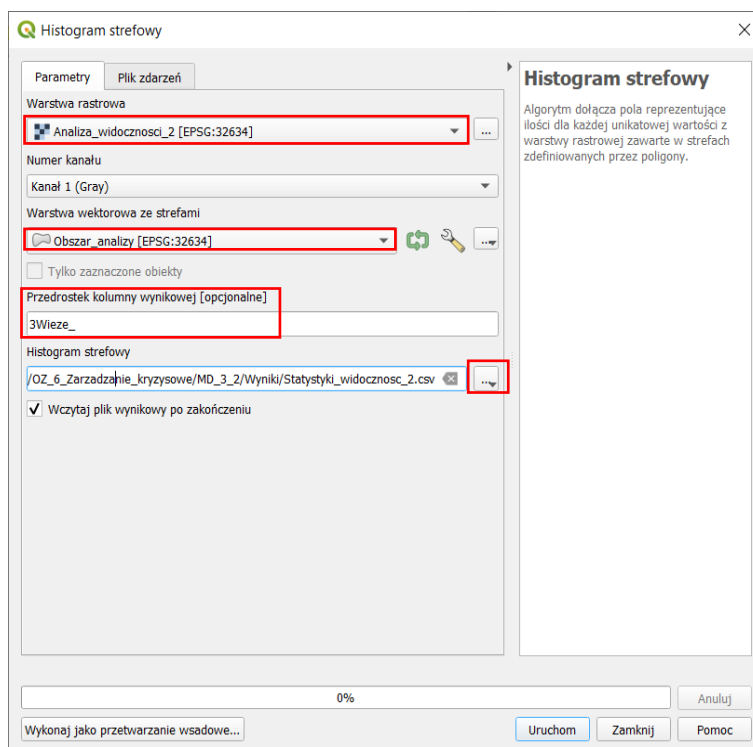 Histogram strefowy
Parametry
Plik zdarzeń
Warstwa rastrowa
Analiza_widocznosci_2 [EPSG:32634]
...
Numer kanału
Kanał 1 (Gray)
Warstwa wektorowa ze strefami
Obszar_analizy [EPSG:32634]
...
Tylko zaznaczone obiekty
Przedrostek kolumny wynikowej [opcjonalne]
3Wieze_
Histogram strefowy
/OZ_6_Zarzadzanie_kryzysowe/MD_3_2/Wyniki/Statystyki_widocznosc_2.csv
...
Wczytaj plik wynikowy po zakończeniu
Histogram strefowy
Algorytm dołącza pola reprezentujące
ilości dla każdej unikatowej wartości z
warstwy rastrowej zawarte w strefach
zdefiniowanych przez poligony.
0%
Anuluj
Wykonaj jako przetwarzanie wsadowe...
Uruchom
Zamknij
Pomoc